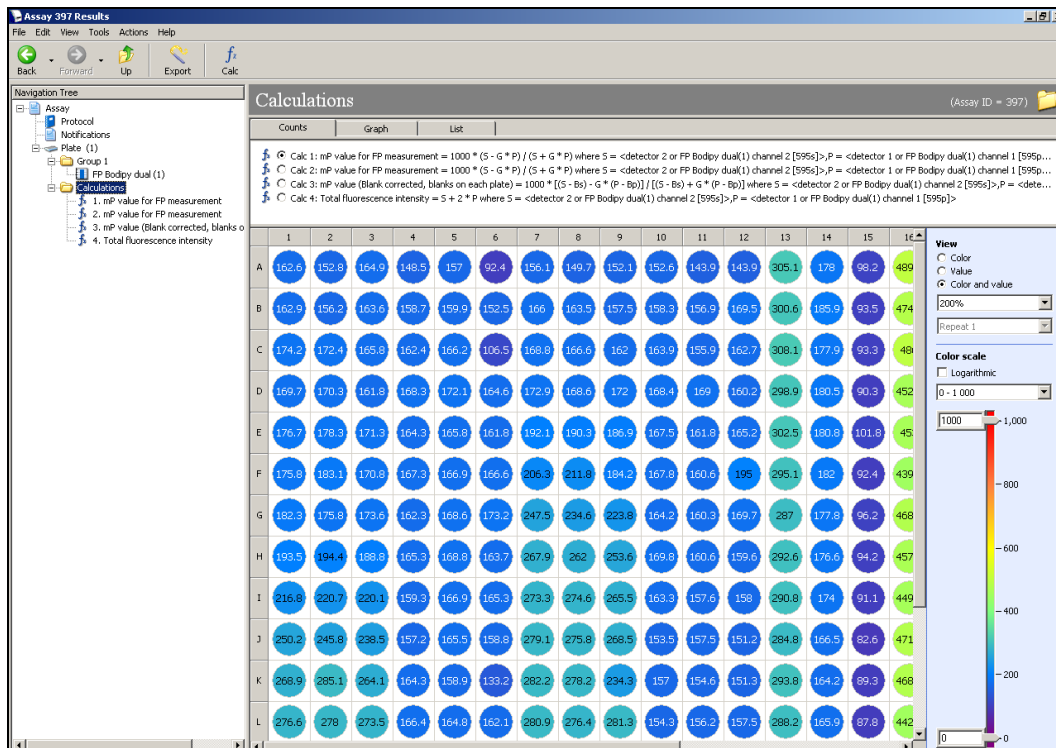 Assay 397 Results
File Edit View Tools Actions Help
Back Forward Up Export Calc
Navigation Tree
Assay
Protocol
Notifications
Plate (1)
Group 1
FP Bodipy dual (1)
Calculations
1. mP value for FP measurement
2. mP value for FP measurement
3. mP value (Blank corrected, blanks o
4. Total fluorescence intensity
Calculations
(Assay ID = 397)
Counts Graph List
Calc 1: mP value for FP measurement = 1000 * (S - G * P) / (S + G * P) where S = <detector 2 or FP Bodipy dual(1) channel 2 [595s]>,P = <detector 1 or FP Bodipy dual(1) channel 1 [595p...
Calc 2: mP value for FP measurement = 1000 * (S - G * P) / (S + G * P) where S = <detector 2 or FP Bodipy dual(1) channel 2 [595s]>,P = <detector 1 or FP Bodipy dual(1) channel 1 [595p...
Calc 3: mP value (Blank corrected, blanks on each plate) = 1000 * [(S - Bs) - G * (P - Bp)] / [(S - Bs) + G * (P - Bp)] where S = <detector 2 or FP Bodipy dual(1) channel 2 [595s]>,P = <dete...
Calc 4: Total fluorescence intensity = S + 2 * P where S = <detector 2 or FP Bodipy dual(1) channel 2 [595s]>,P = <detector 1 or FP Bodipy dual(1) channel 1 [595p]>
1 2 3 4 5 6 7 8 9 10 11 12 13 14 15 16
A 162.6 152.8 164.9 148.5 157 92.4 156.1 149.7 152.1 152.6 143.9 143.9 305.1 178 98.2 489
B 162.9 156.2 163.6 158.7 159.9 152.5 166 163.5 157.5 158.3 156.9 169.5 300.6 185.9 93.5 474
C 174.2 172.4 165.8 162.4 166.2 106.5 168.8 166.6 162 163.9 155.9 162.7 308.1 177.9 93.3
D 169.7 170.3 161.8 168.3 172.1 164.6 172.9 168.6 172 168.4 169 160.2 298.9 180.5 90.3 452
E 176.7 178.3 171.3 164.3 165.8 161.8 192.1 190.3 186.9 167.5 161.8 165.2 302.5 180.8 101.8
F 175.8 183.1 170.8 167.3 166.9 166.6 206.3 211.8 184.2 167.8 160.6 195 295.1 182 92.4 439
G 182.3 175.8 173.6 162.3 168.6 173.2 247.5 234.6 223.8 164.2 160.3 169.7 287 177.8 96.2 468
H 193.5 194.4 188.8 165.3 168.8 163.7 267.9 262 253.6 169.8 160.6 159.6 292.6 176.6 94.2 457
I 216.8 220.7 220.1 159.3 166.9 165.3 273.3 274.6 265.5 163.3 157.6 158 290.8 174 91.1 449
J 250.2 245.8 238.5 157.2 165.5 158.8 279.1 275.8 268.5 153.5 157.5 151.2 284.8 166.5 82.6 471
K 268.9 285.1 264.1 164.3 158.9 133.2 282.2 278.2 234.3 157 154.6 151.3 293.8 164.2 89.3 468
L 276.6 278 273.5 166.4 164.8 162.1 280.9 276.4 281.3 154.3 156.2 157.5 288.2 165.9 87.8 442
View
Color
Value
Color and value
200%
Repeat 1
Color scale
Logarithmic
0 - 1 000
1000 1,000
800
600
400
200
0 0